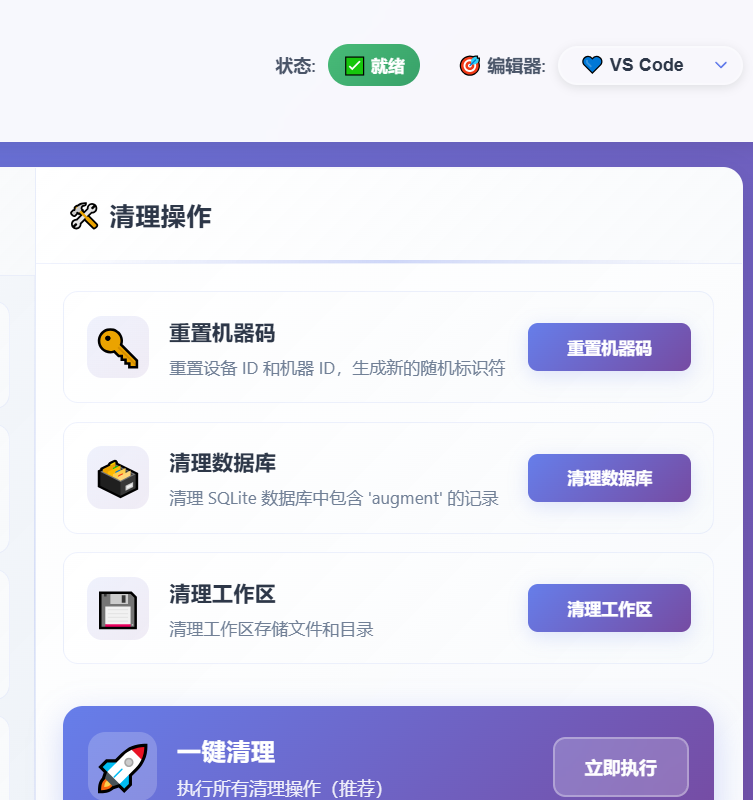 状态: 就绪 编辑器: VS Code
清理操作
重置机器码
重置设备 ID 和机器 ID，生成新的随机标识符
重置机器码
清理数据库
清理 SQLite 数据库中包含 'augment' 的记录
清理数据库
清理工作区
清理工作区存储文件和目录
清理工作区
一键清理
执行所有清理操作（推荐）
立即执行